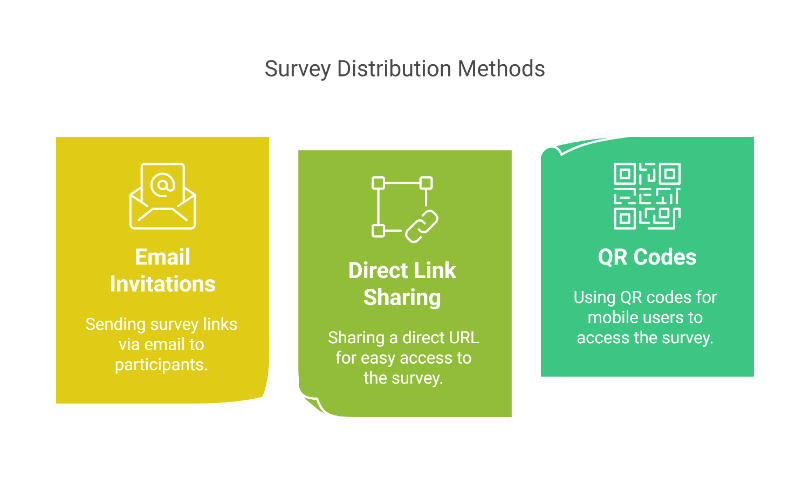 Survey Distribution Methods
Email
Invitations
Sending survey links
via email to
participants.
Direct Link
Sharing
Sharing a direct URL
for easy access to
the survey.
QR Codes
Using QR codes for
mobile users to
access the survey.